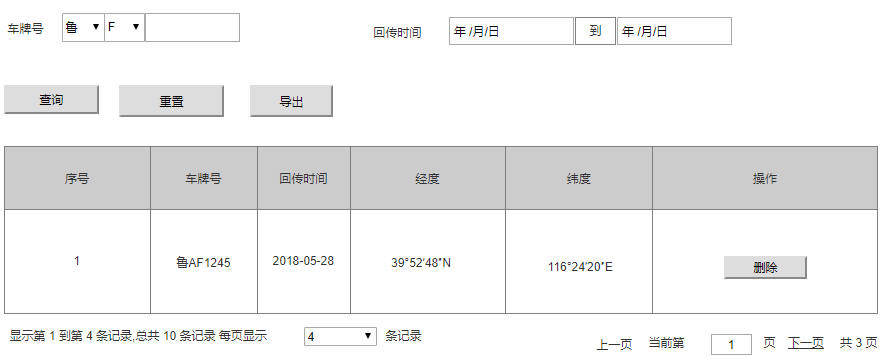 车牌号 鲁 F 回传时间 年 /月/日 到 年 /月/日
查询 重置 导出
序号 车牌号 回传时间 经度 纬度 操作
1 鲁AF1245 2018-05-28 39°52'48"N 116°24'20"E 删除
显示第 1 到第 4 条记录,总共 10 条记录 每页显示 4 条记录 上一页 当前第 1 页 下一页 共 3 页